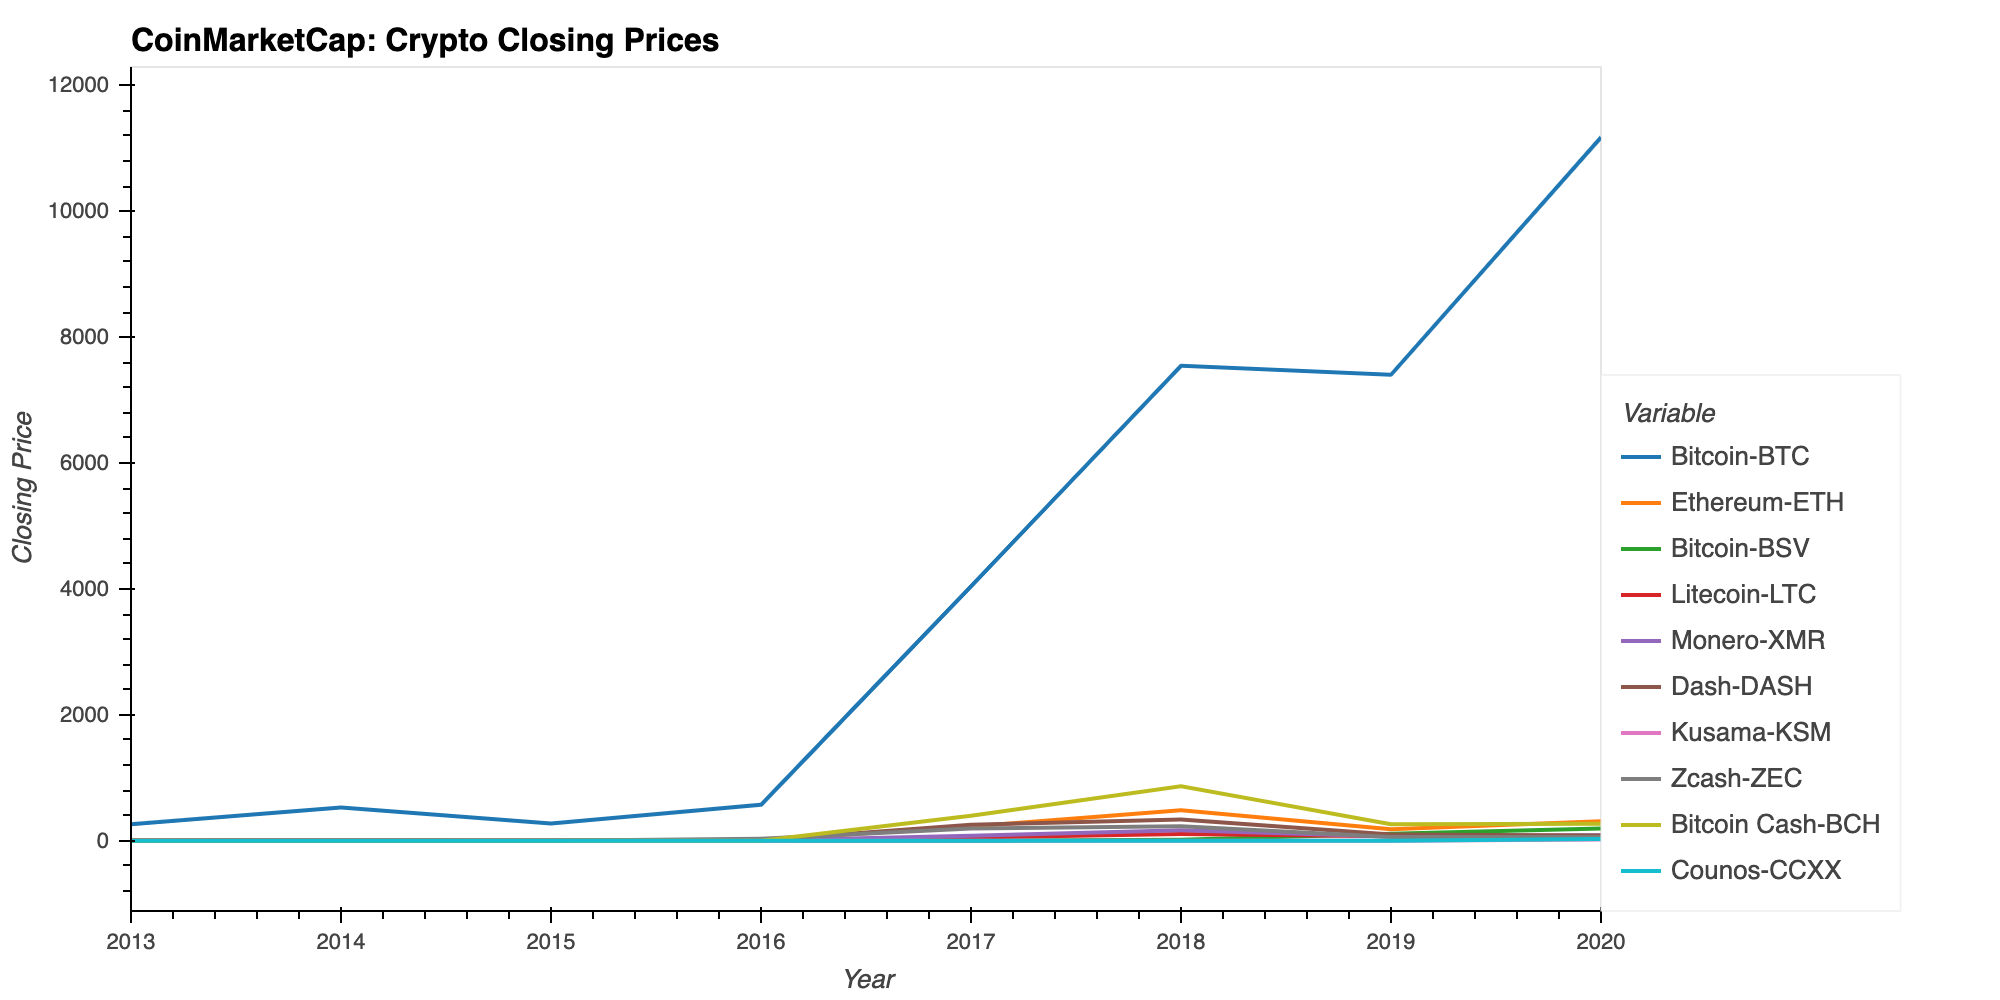 CoinMarketCap: Crypto Closing Prices
12000
10000
8000
6000
4000
2000
0
Closing Price
2013 2014 2015 2016 2017 2018 2019 2020
Year
Variable
Bitcoin-BTC
Ethereum-ETH
Bitcoin-BSV
Litecoin-LTC
Monero-XMR
Dash-DASH
Kusama-KSM
Zcash-ZEC
Bitcoin Cash-BCH
Counos-CCXX